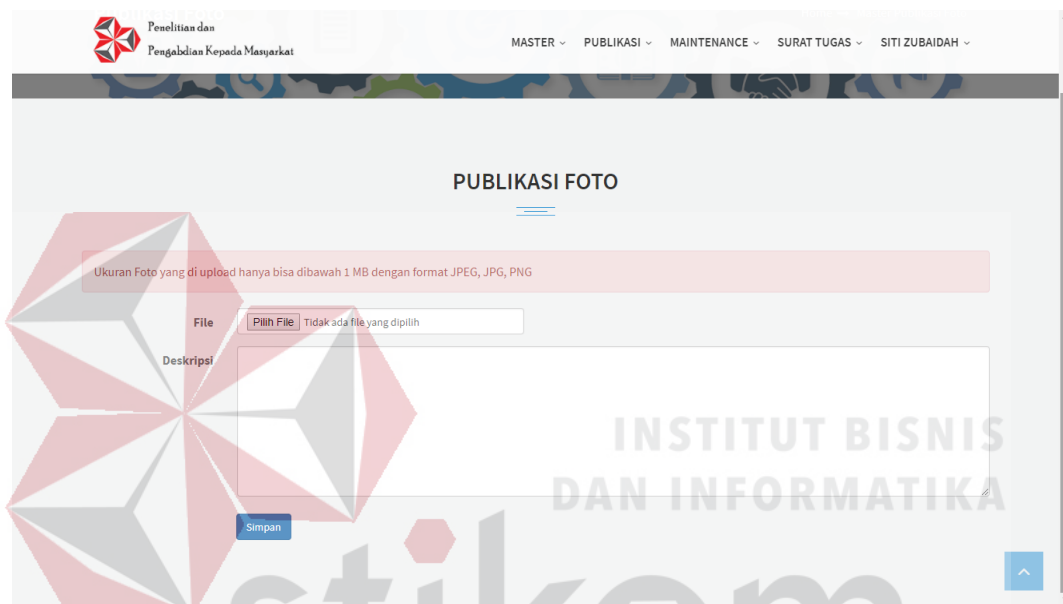 Penelitian dan
Pengabdian Kepada Masyarkat
MASTER PUBLIKASI MAINTENANCE SURAT TUGAS SITI ZUBAIDAH
PUBLIKASI FOTO
Ukuran Foto yang di upload hanya bisa dibawah 1 MB dengan format JPEG, JPG, PNG
File Pilih File Tidak ada file yang dipilih
Deskripsi
INSTITUT BISNIS
DAN INFORMATIKA
Simpan
stikom